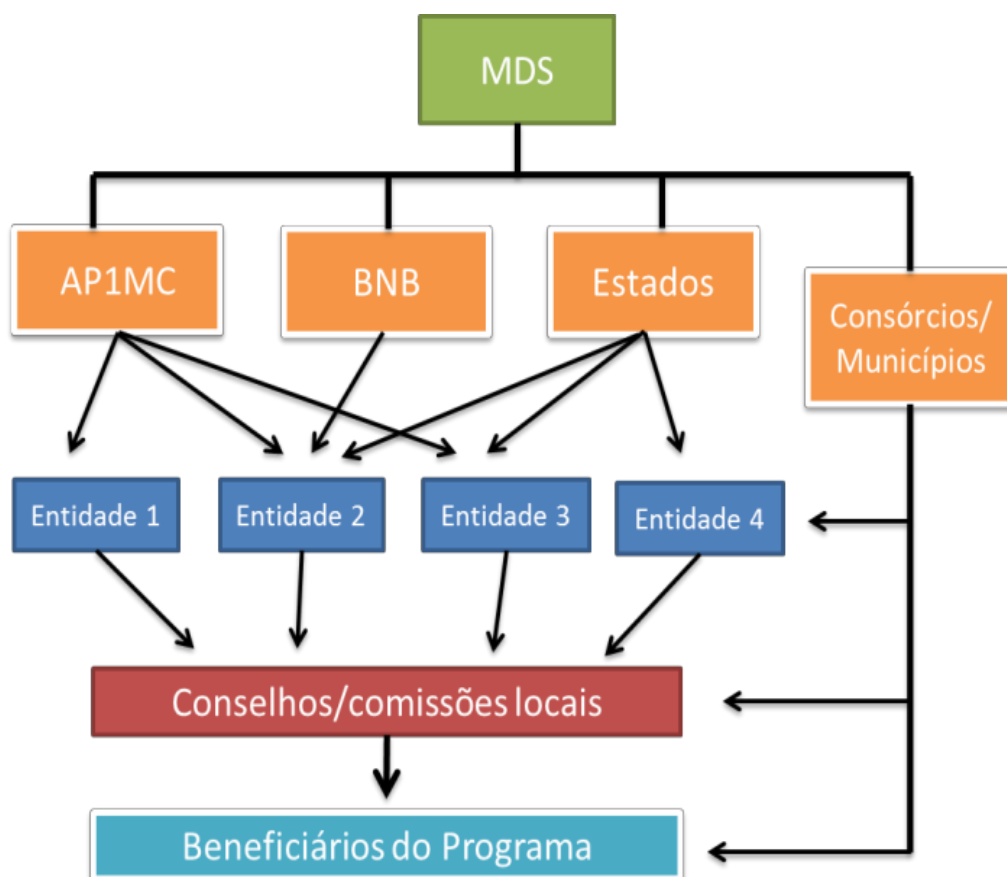 MDS
AP1MC
BNB
Estados
Consórcios/
Municípios
Entidade 1
Entidade 2
Entidade 3
Entidade 4
Conselhos/comissões locais
Beneficiários do Programa